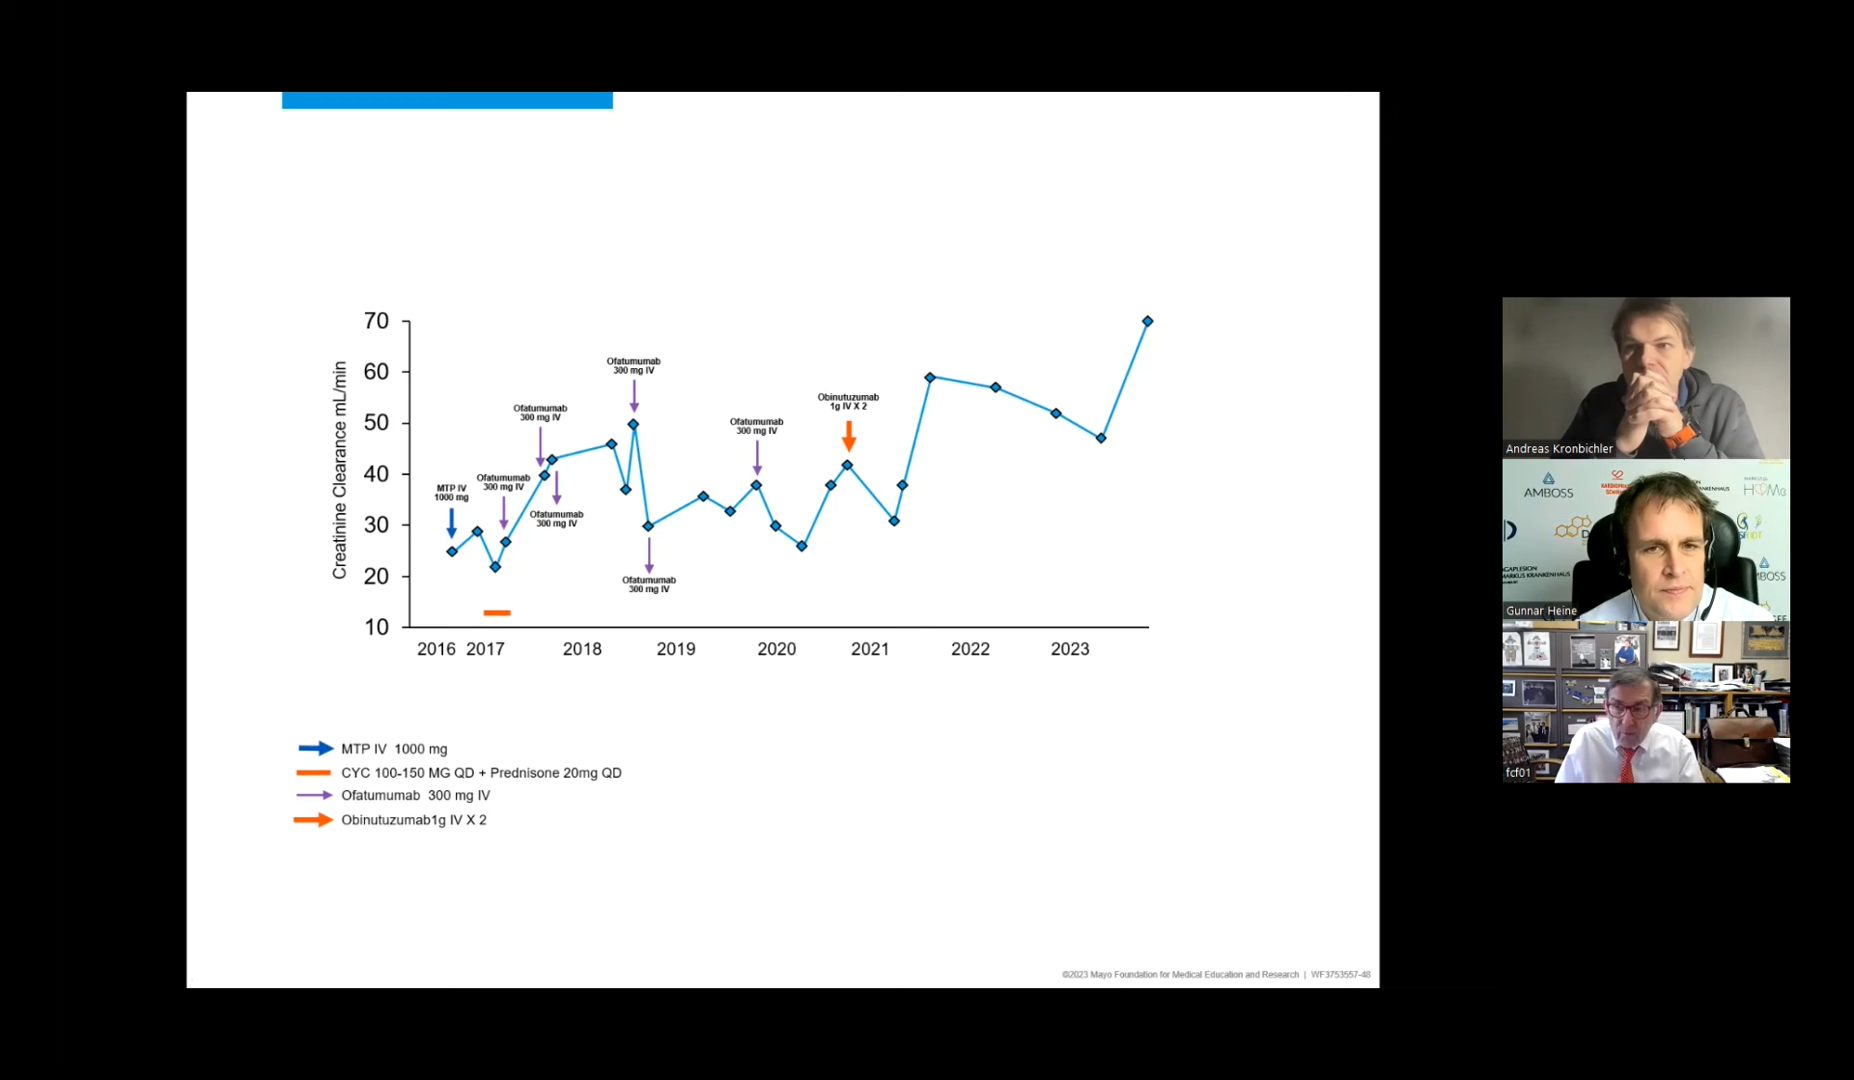 70
60
50
40
30
20
10
Creatinine Clearance mL/min
MTP IV
1000 mg
Ofatumumab
300 mg IV
Ofatumumab
300 mg IV
Ofatumumab
300 mg IV
Ofatumumab
300 mg IV
Ofatumumab
300 mg IV
Ofatumumab
300 mg IV
Obinutuzumab
1g IV X 2
2016 2017 2018 2019 2020 2021 2022 2023
MTP IV 1000 mg
CYC 100-150 MG QD + Prednisone 20mg QD
Ofatumumab 300 mg IV
Obinutuzumab1g IV X 2
©2023 Mayo Foundation for Medical Education and Research | WF3753557-48
Andreas Kronbichler
AMBOSS
AGAPLESION
MARKUS KRANKENHAUS
Gunnar Heine
fcf01